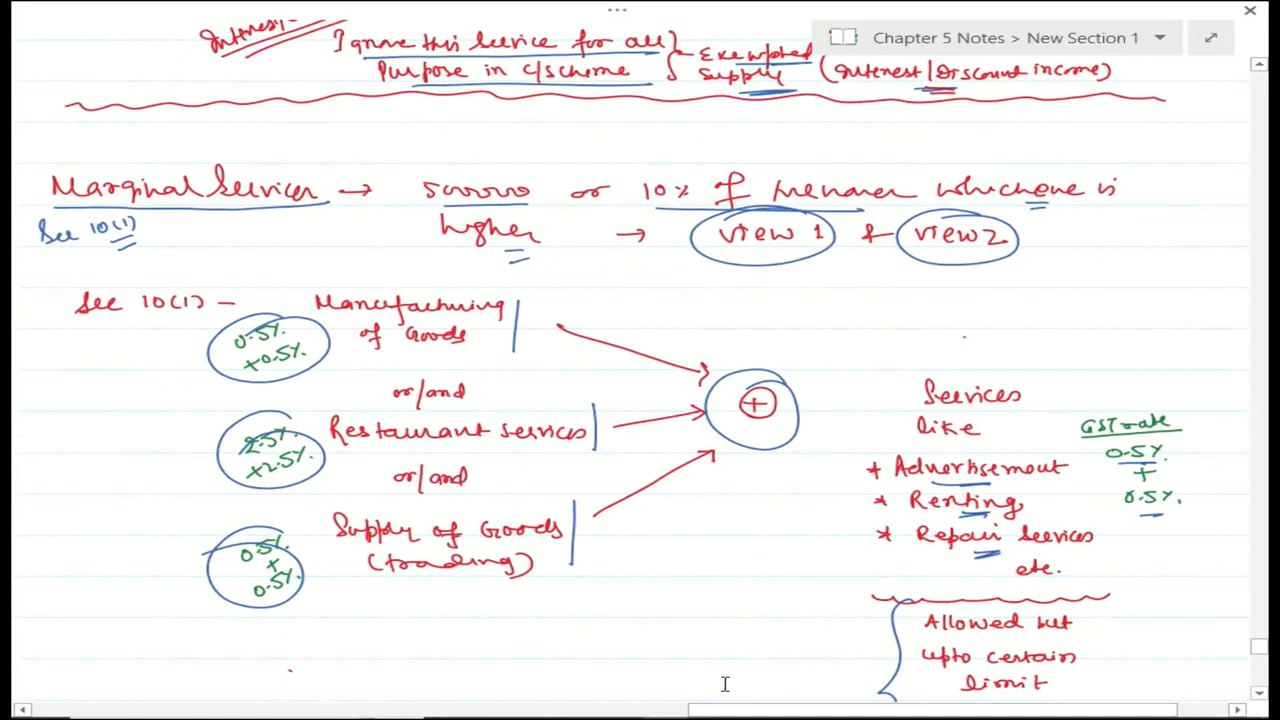 Chapter 5 Notes > New Section 1
Interest
Ignore this Service for all
Purpose in c/scheme
Exempted
Supply
(Interest/Discount income)
Marginal Services → 500000 or 10% of turnover whichever is
higher → view 1 & view 2
Sec 10(1)
Sec 10(1) –
Manufacturing
of Goods
0.5%
+0.5%
or/and
Restaurant services
2.5%
+2.5%
or/and
Supply of Goods
(trading)
0.5%
+
0.5%
+
Services
like
* Advertisement
* Renting
* Repair Services
etc.
GST rate
0.5%
+
0.5%
Allowed but
upto certain
limit